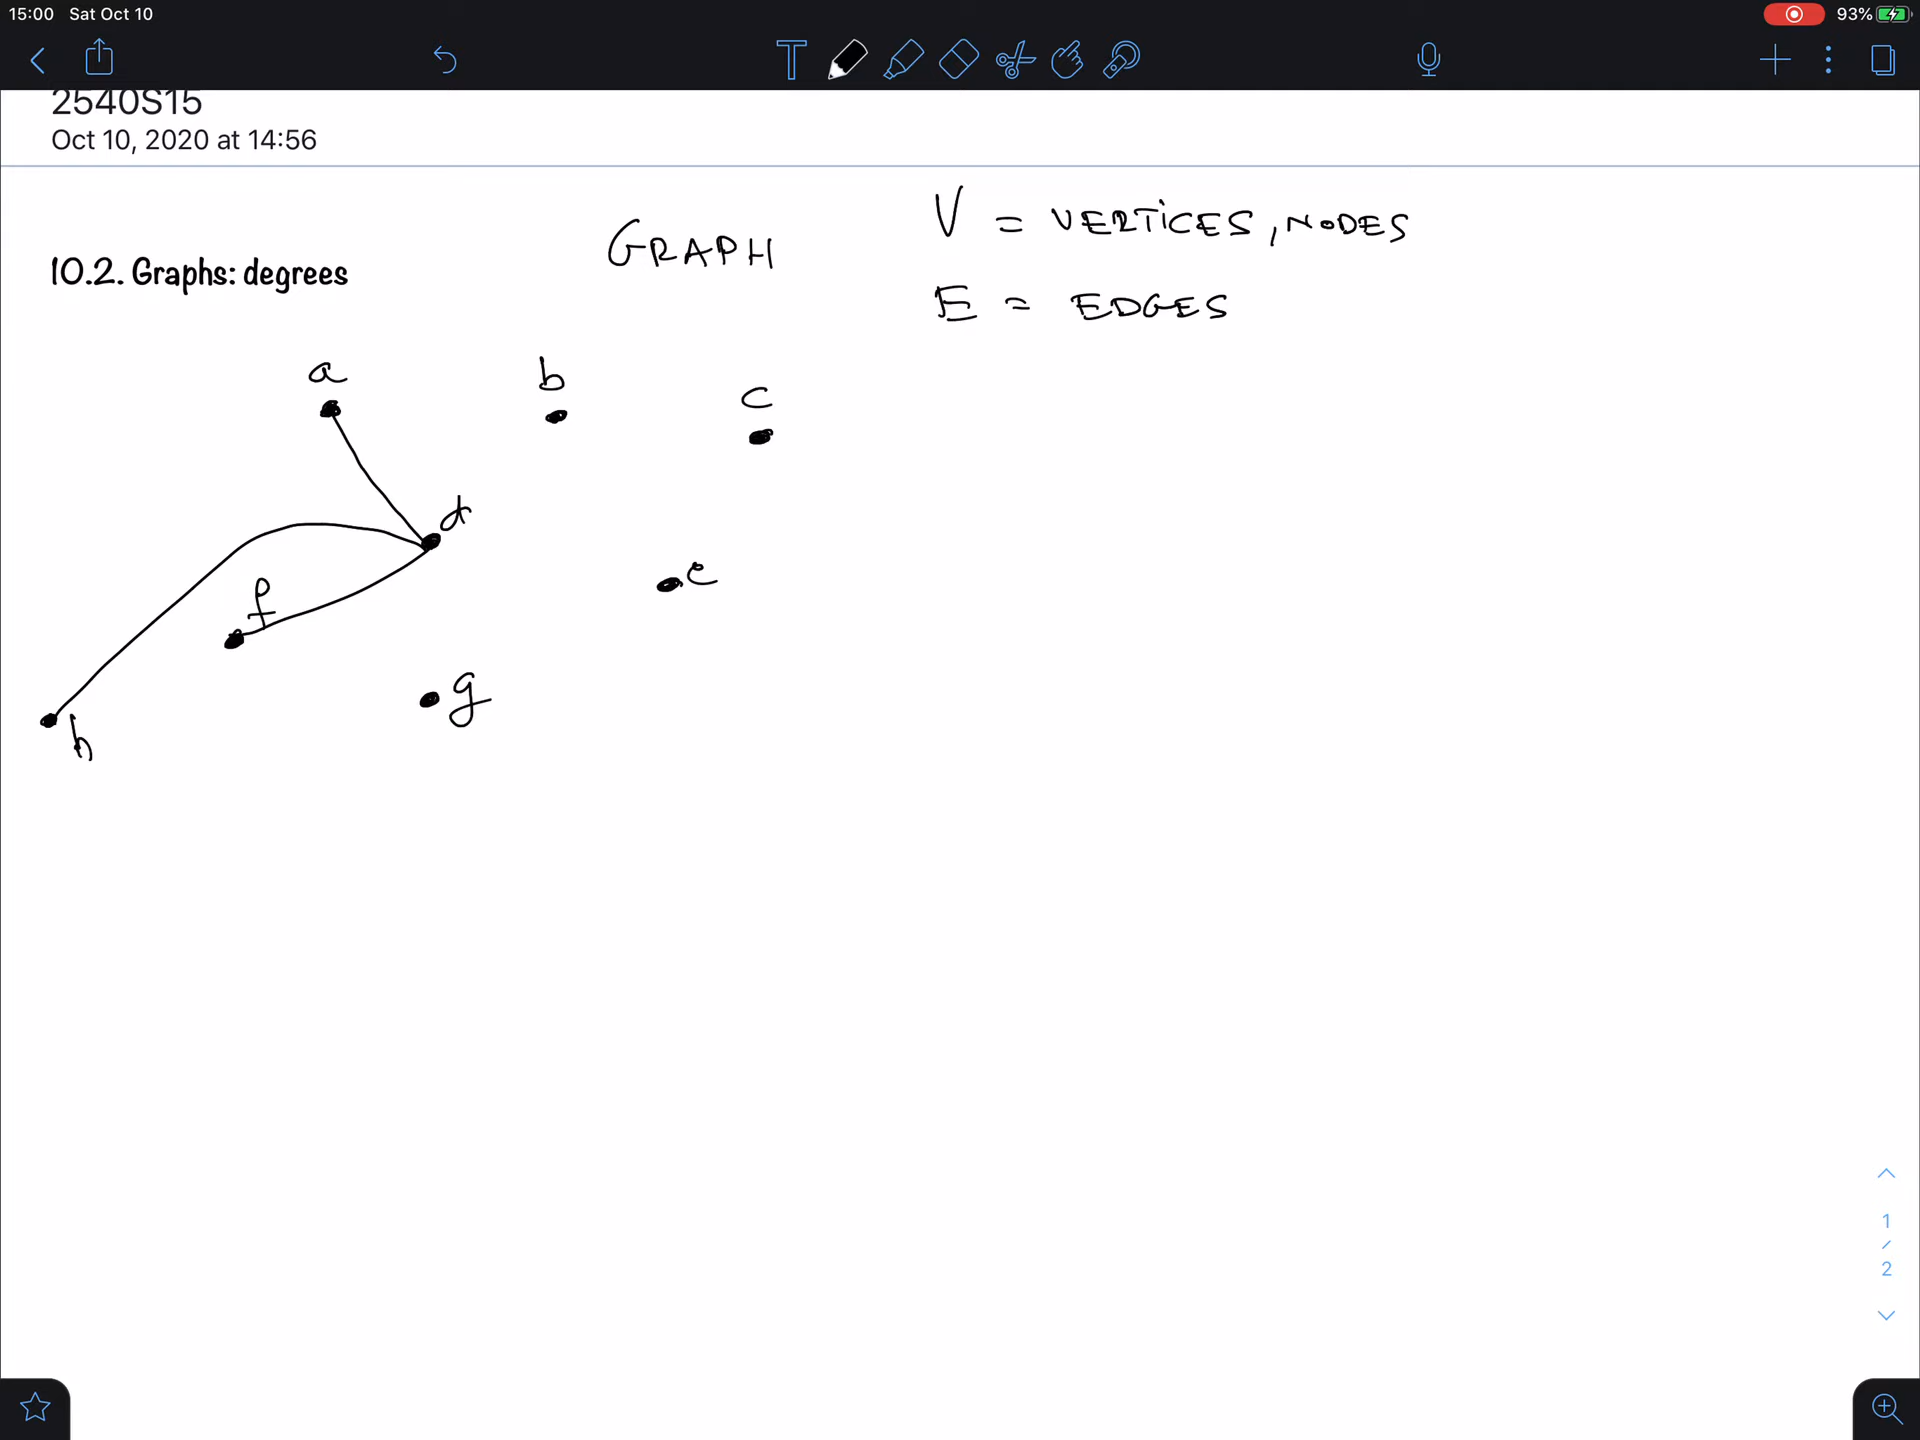 15:00 Sat Oct 10
93%
2540S15
Oct 10, 2020 at 14:56
10.2. Graphs: degrees
GRAPH
V = VERTICES, NODES
E = EDGES
a
b
c
d
e
f
g
h
1
/
2